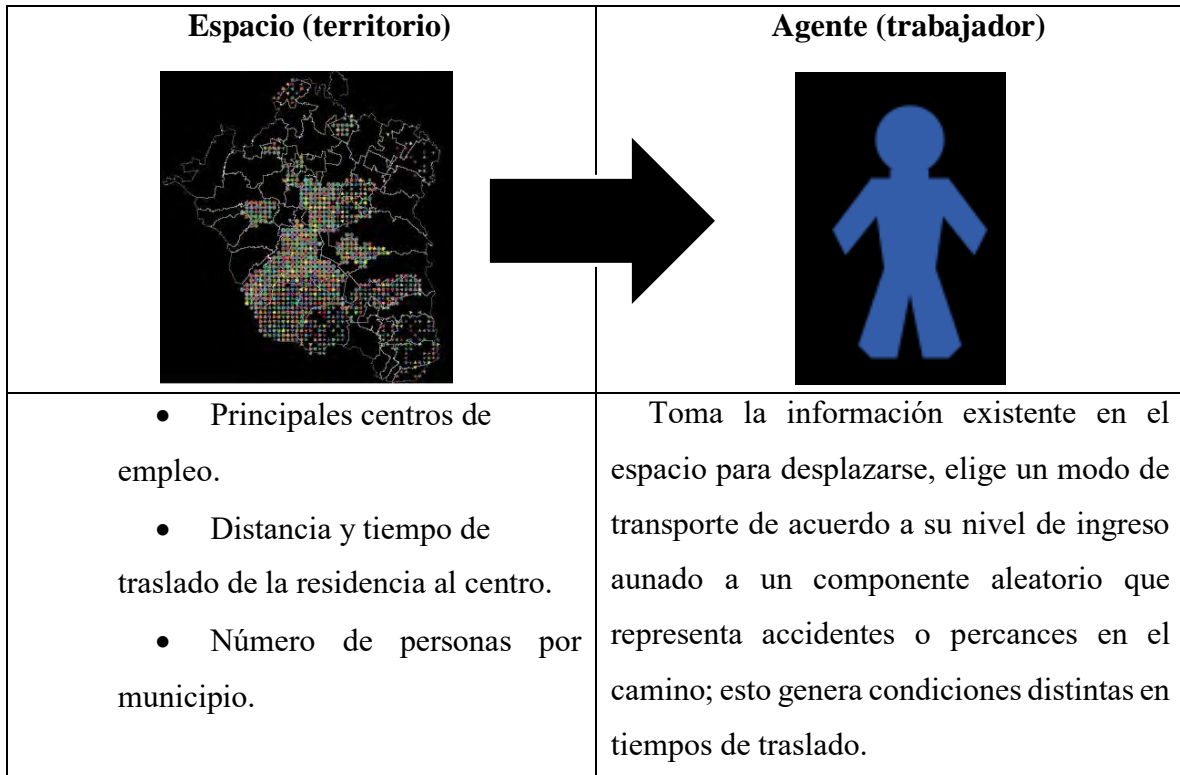 Espacio (territorio)
Agente (trabajador)
• Principales centros de
empleo.
• Distancia y tiempo de
traslado de la residencia al centro.
• Número de personas por
municipio.
Toma la información existente en el
espacio para desplazarse, elige un modo de
transporte de acuerdo a su nivel de ingreso
aunado a un componente aleatorio que
representa accidentes o percances en el
camino; esto genera condiciones distintas en
tiempos de traslado.